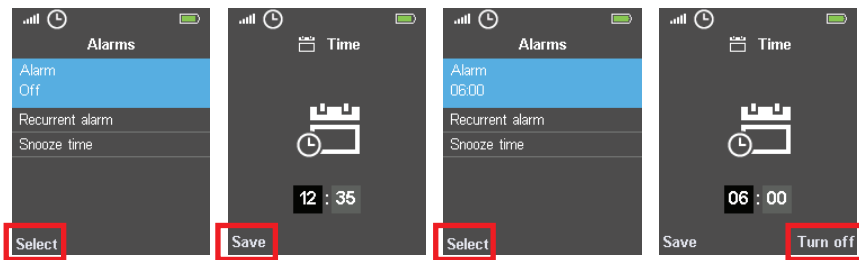 Alarms
Alarm
Off
Recurrent alarm
Snooze time
Select
Time
12 : 35
Save
Alarms
Alarm
06:00
Recurrent alarm
Snooze time
Select
Time
06 : 00
Save Turn off